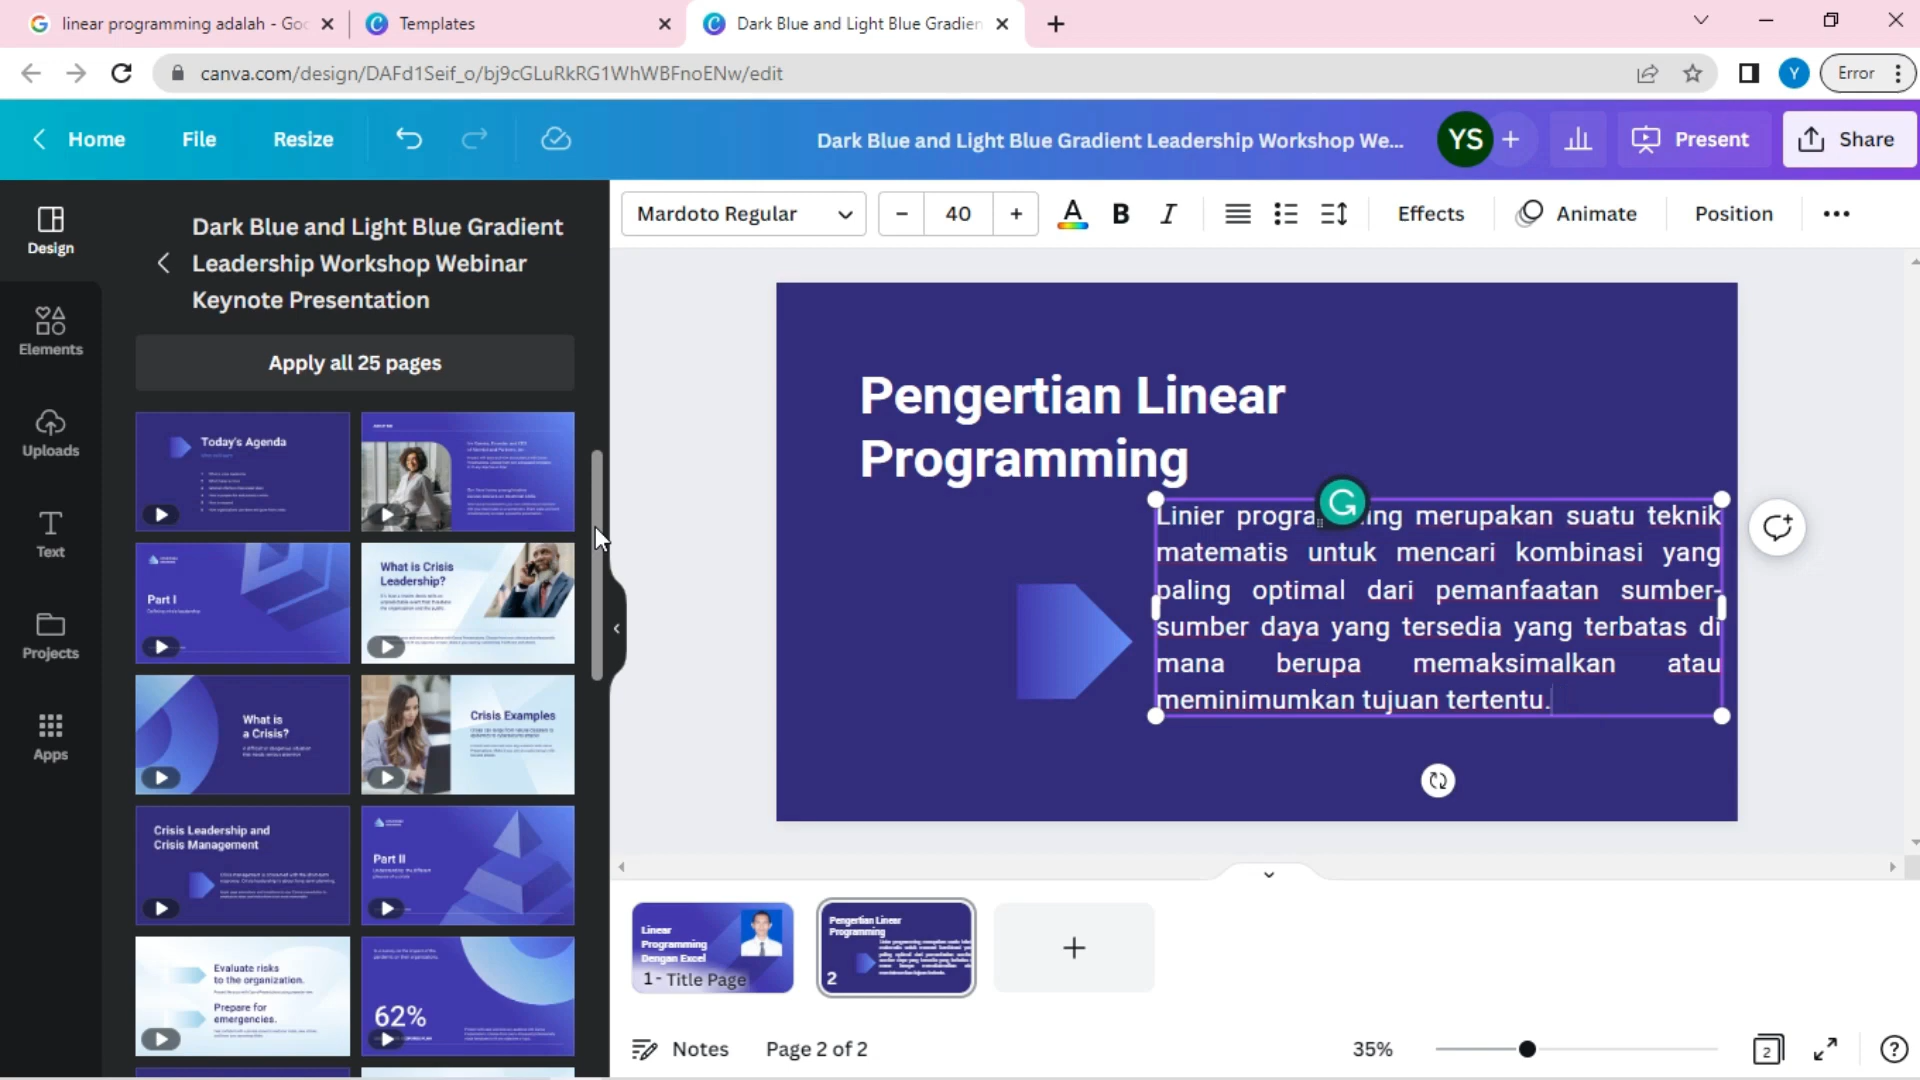 linear programming adalah - Goo
Templates
Dark Blue and Light Blue Gradien
canva.com/design/DAFd1Seif_o/bj9cGLuRkRG1WhWBFnoENw/edit
Y
Error
Home
File
Resize
Dark Blue and Light Blue Gradient Leadership Workshop We...
YS
Present
Share
Design
Elements
Uploads
Text
Projects
Apps
Dark Blue and Light Blue Gradient
Leadership Workshop Webinar
Keynote Presentation
Apply all 25 pages
Today's Agenda
Part I
What is Crisis
Leadership?
What is
a Crisis?
Crisis Examples
Crisis Leadership and
Crisis Management
Part II
Evaluate risks
to the organization.
Prepare for
emergencies.
62%
Mardoto Regular
40
B
I
Effects
Animate
Position
Pengertian Linear
Programming
Linier programming merupakan suatu teknik
matematis untuk mencari kombinasi yang
paling optimal dari pemanfaatan sumber-
sumber daya yang tersedia yang terbatas di
mana berupa memaksimalkan atau
meminimumkan tujuan tertentu.
Linear
Programming
Dengan Excel
1 - Title Page
Pengertian Linear
Programming
2
Notes
Page 2 of 2
35%
2